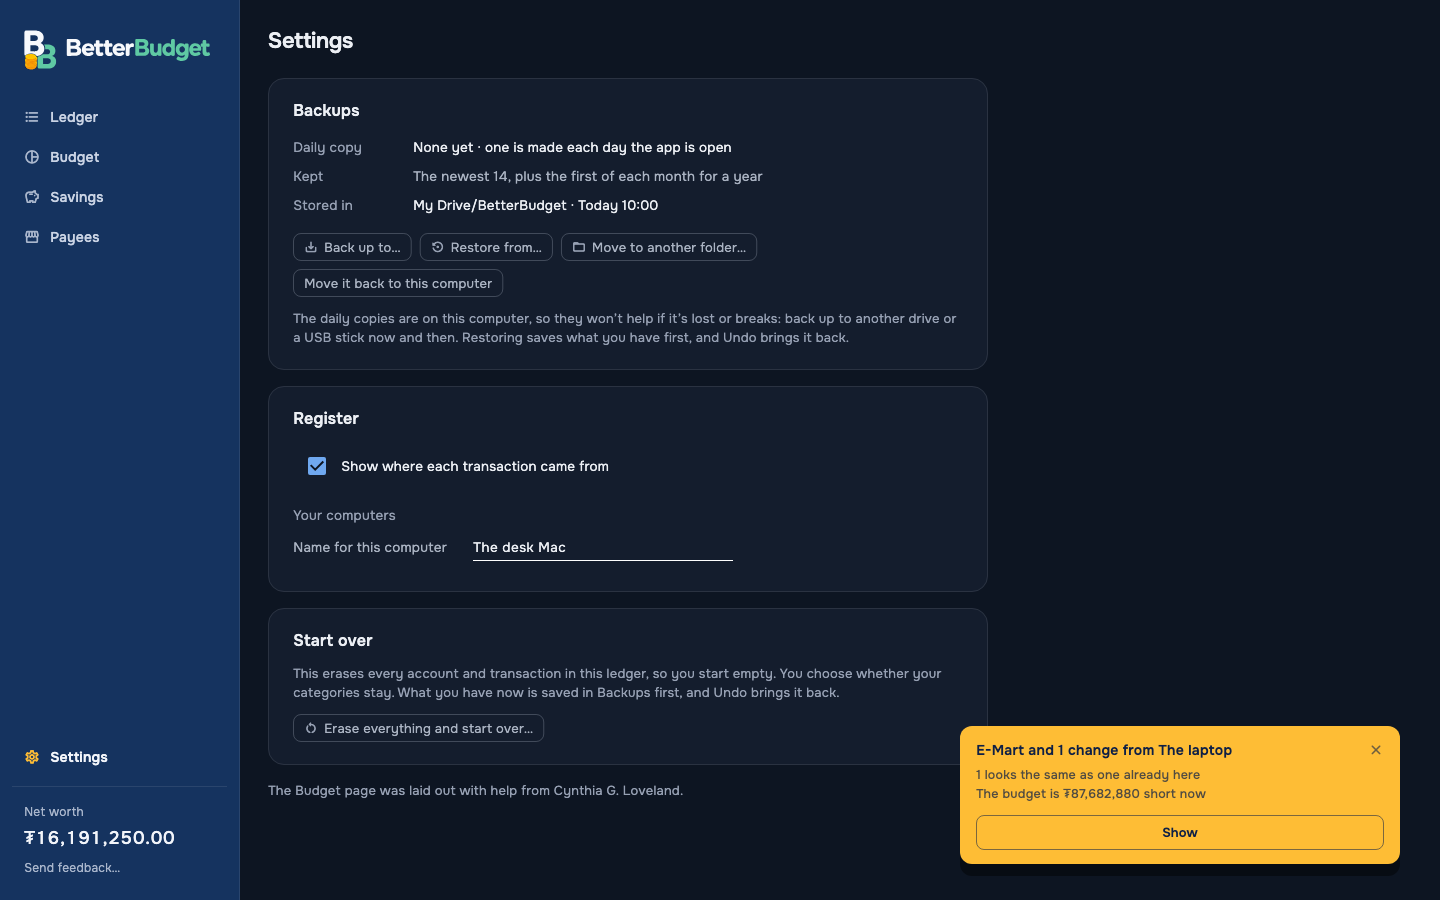 BetterBudget
Ledger
Budget
Savings
Payees
Settings
Net worth
₮16,191,250.00
Send feedback...
Settings
Backups
Daily copy None yet · one is made each day the app is open
Kept The newest 14, plus the first of each month for a year
Stored in My Drive/BetterBudget · Today 10:00
Back up to... Restore from... Move to another folder...
Move it back to this computer
The daily copies are on this computer, so they won't help if it's lost or breaks: back up to another drive or
a USB stick now and then. Restoring saves what you have first, and Undo brings it back.
Register
Show where each transaction came from
Your computers
Name for this computer The desk Mac
Start over
This erases every account and transaction in this ledger, so you start empty. You choose whether your
categories stay. What you have now is saved in Backups first, and Undo brings it back.
Erase everything and start over...
The Budget page was laid out with help from Cynthia G. Loveland.
E-Mart and 1 change from The laptop
1 looks the same as one already here
The budget is ₮87,682,880 short now
Show